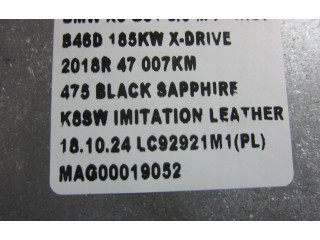 B46D 185KW X-DRIVE
2018R 47 007KM
475 BLACK SAPPHIRE
K8SW IMITATION LEATHER
18.10.24 LC92921M1(PL)
MAG00019052